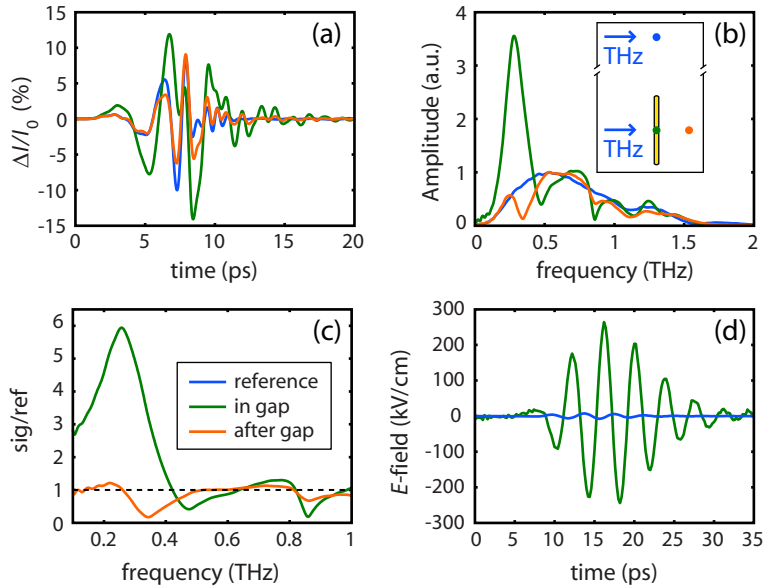 (a)
ΔI/I0 (%)
15
10
5
0
-5
-10
-15
0 5 10 15 20
time (ps)
(b)
Amplitude (a.u.)
4
3
2
1
0
0 0.5 1 1.5 2
frequency (THz)
THz
THz
(c)
sig/ref
6
5
4
3
2
1
0
0.2 0.4 0.6 0.8 1
frequency (THz)
reference
in gap
after gap
(d)
E-field (kV/cm)
300
200
100
0
-100
-200
-300
0 5 10 15 20 25 30 35
time (ps)